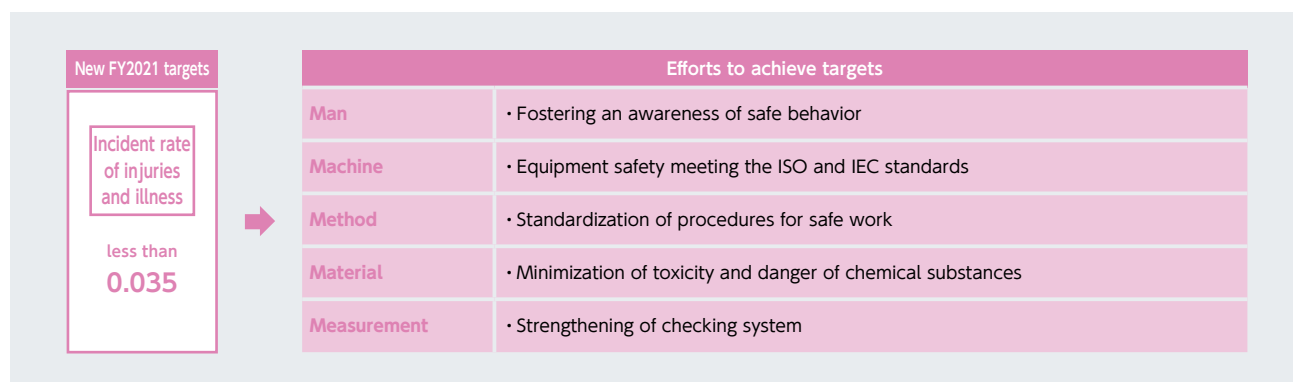 New FY2021 targets
Incident rate
of injuries
and illness
less than
0.035
Efforts to achieve targets
Man
・Fostering an awareness of safe behavior
Machine
・Equipment safety meeting the ISO and IEC standards
Method
・Standardization of procedures for safe work
Material
・Minimization of toxicity and danger of chemical substances
Measurement
・Strengthening of checking system